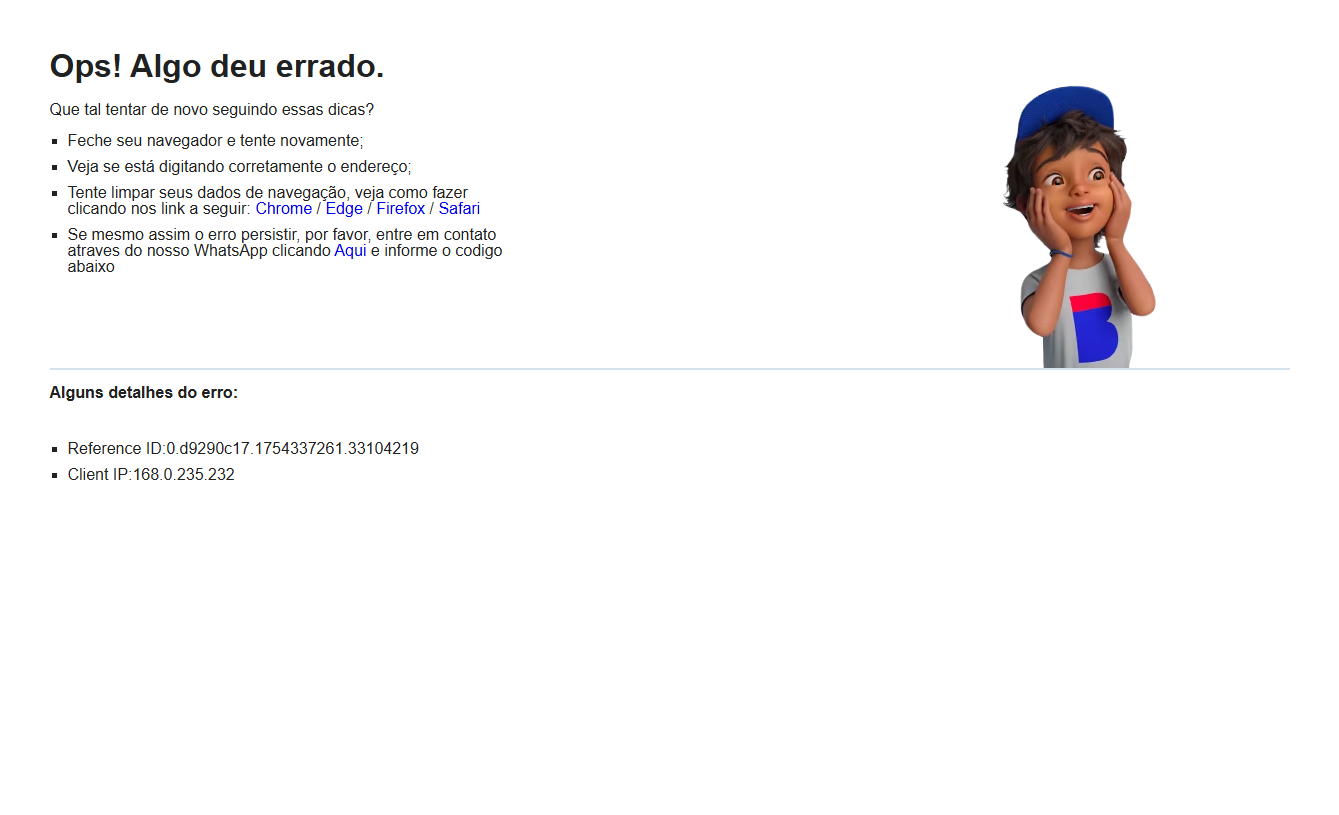 Ops! Algo deu errado.
Que tal tentar de novo seguindo essas dicas?
Feche seu navegador e tente novamente;
Veja se está digitando corretamente o endereço;
Tente limpar seus dados de navegação, veja como fazer
clicando nos link a seguir: Chrome / Edge / Firefox / Safari
Se mesmo assim o erro persistir, por favor, entre em contato
atraves do nosso WhatsApp clicando Aqui e informe o codigo
abaixo
B
Alguns detalhes do erro:
Reference ID:0.d9290c17.1754337261.33104219
Client IP:168.0.235.232